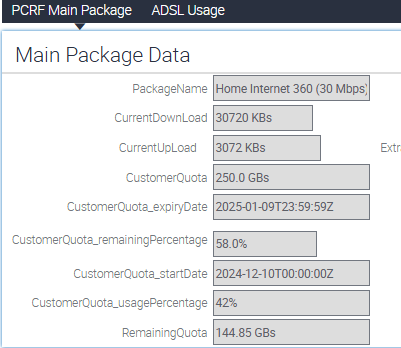 PCRF Main Package ADSL Usage
Main Package Data
PackageName Home Internet 360 (30 Mbps)
CurrentDownLoad 30720 KBs
CurrentUpLoad 3072 KBs Extra
CustomerQuota 250.0 GBs
CustomerQuota_expiryDate 2025-01-09T23:59:59Z
CustomerQuota_remainingPercentage 58.0%
CustomerQuota_startDate 2024-12-10T00:00:00Z
CustomerQuota_usagePercentage 42%
RemainingQuota 144.85 GBs